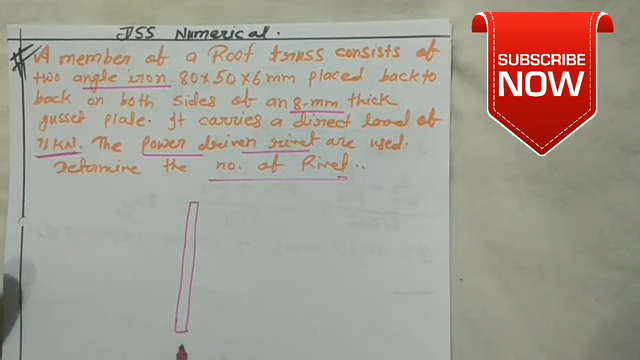 DSS Numerical.
A member of a Roof truss consists of
two angle iron 80×50×6 mm placed back to
back on both sides of an 8-mm thick
gusset plate. It carries a direct load of
KN. The power driven rivet are used.
Determine the no. of Rivet..
SUBSCRIBE
NOW